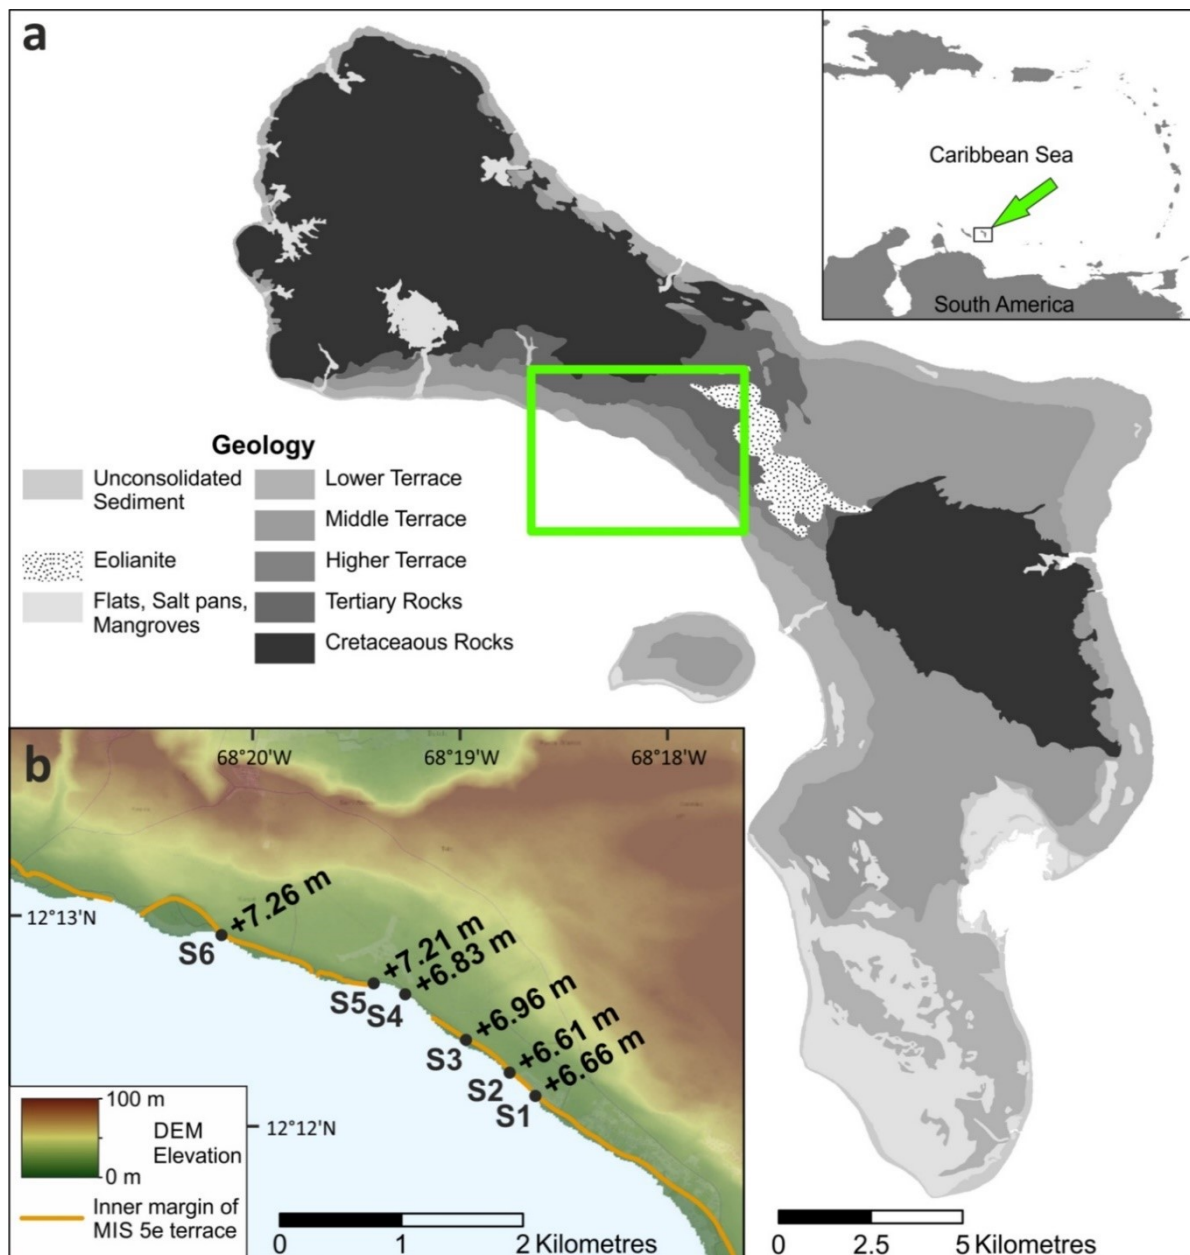 a
Caribbean Sea
South America
Geology
Unconsolidated
Sediment
Eolianite
Flats, Salt pans,
Mangroves
Lower Terrace
Middle Terrace
Higher Terrace
Tertiary Rocks
Cretaceaous Rocks
b
68°20'W
68°19'W
68°18'W
12°13'N
12°12'N
+7.26 m
+7.21 m
+6.83 m
+6.96 m
+6.61 m
+6.66 m
S6
S5
S4
S3
S2
S1
100 m
0 m
DEM
Elevation
Inner margin of
MIS 5e terrace
0 1 2 Kilometres
0 2.5 5 Kilometres